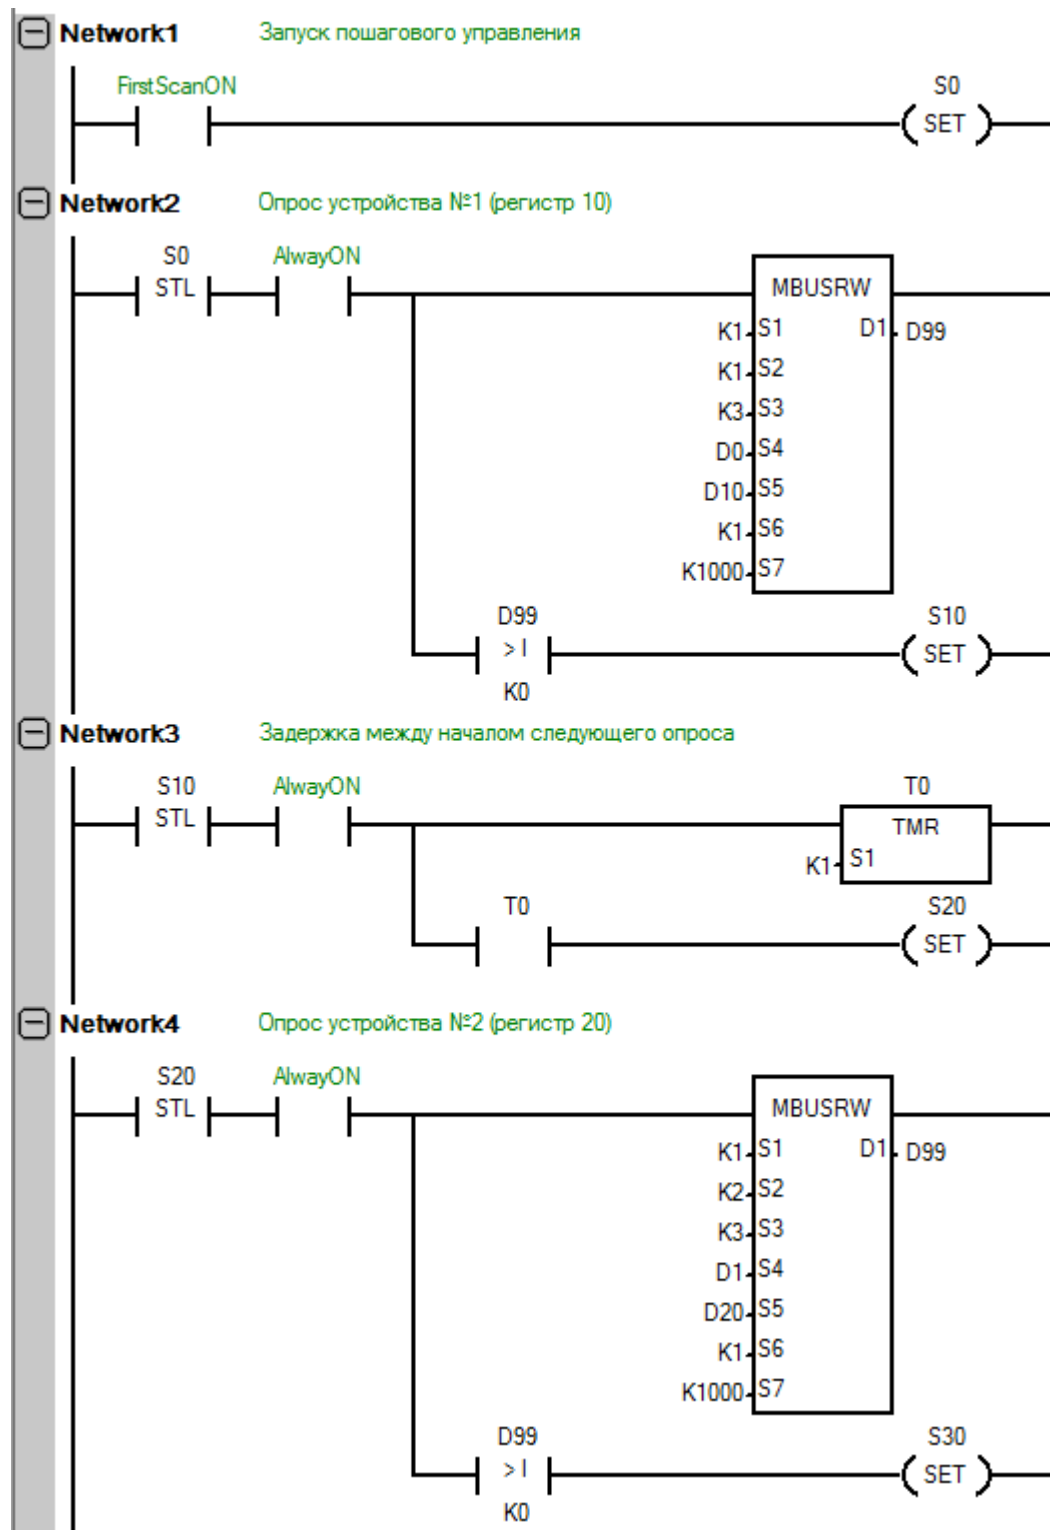 Network1 Запуск пошагового управления
FirstScanON S0
SET
Network2 Опрос устройства №1 (регистр 10)
S0 AlwayON
STL MBUSRW
K1 S1 D1 D99
K1 S2
K3 S3
D0 S4
D10 S5
K1 S6
K1000 S7
D99 S10
>I SET
K0
Network3 Задержка между началом следующего опроса
S10 AlwayON T0
STL TMR
K1 S1
T0 S20
SET
Network4 Опрос устройства №2 (регистр 20)
S20 AlwayON
STL MBUSRW
K1 S1 D1 D99
K2 S2
K3 S3
D1 S4
D20 S5
K1 S6
K1000 S7
D99 S30
>I SET
K0